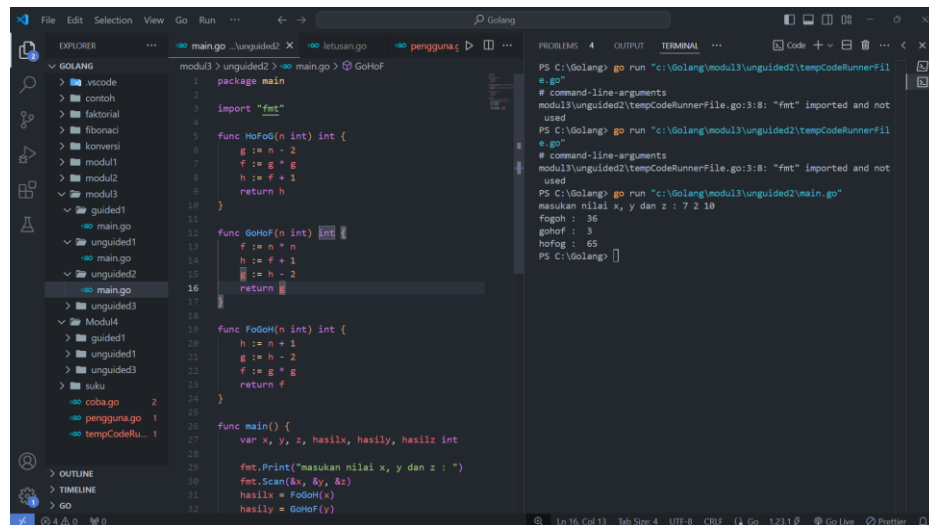 File Edit Selection View Go Run ··· Golang
EXPLORER ···
GOLANG
.vscode
contoh
faktorial
fibonaci
konversi
modul1
modul2
modul3
guided1
main.go
unguided1
main.go
unguided2
main.go
unguided3
Modul4
guided1
unguided1
unguided3
suku
coba.go 2
pengguna.go 1
tempCodeRu... 1
OUTLINE
TIMELINE
GO
main.go ...\unguided2 letusan.go pengguna.g
modul3 > unguided2 > main.go > GoHoF
1 package main
2
3 import "fmt"
4
5 func HoFoG(n int) int {
6 g := n - 2
7 f := g * g
8 h := f + 1
9 return h
10 }
11
12 func GoHoF(n int) int {
13 f := n * n
14 h := f + 1
15 g := h - 2
16 return g
17 }
18
19 func FoGoH(n int) int {
20 h := n + 1
21 g := h - 2
22 f := g * g
23 return f
24 }
25
26 func main() {
27 var x, y, z, hasilx, hasily, hasilz int
28
29 fmt.Print("masukan nilai x, y dan z : ")
30 fmt.Scan(&x, &y, &z)
31 hasilx = FoGoH(x)
32 hasily = GoHoF(y)
PROBLEMS 4 OUTPUT TERMINAL ··· Code
PS C:\Golang> go run "c:\Golang\modul3\unguided2\tempCodeRunnerFil
e.go"
# command-line-arguments
modul3\unguided2\tempCodeRunnerFile.go:3:8: "fmt" imported and not
used
PS C:\Golang> go run "c:\Golang\modul3\unguided2\tempCodeRunnerFil
e.go"
# command-line-arguments
modul3\unguided2\tempCodeRunnerFile.go:3:8: "fmt" imported and not
used
PS C:\Golang> go run "c:\Golang\modul3\unguided2\main.go"
masukan nilai x, y dan z : 7 2 10
fogoh : 36
gohof : 3
hofog : 65
PS C:\Golang>
4 0 0 Ln 16, Col 13 Tab Size: 4 UTF-8 CRLF Go 1.23.1 Go Live Prettier